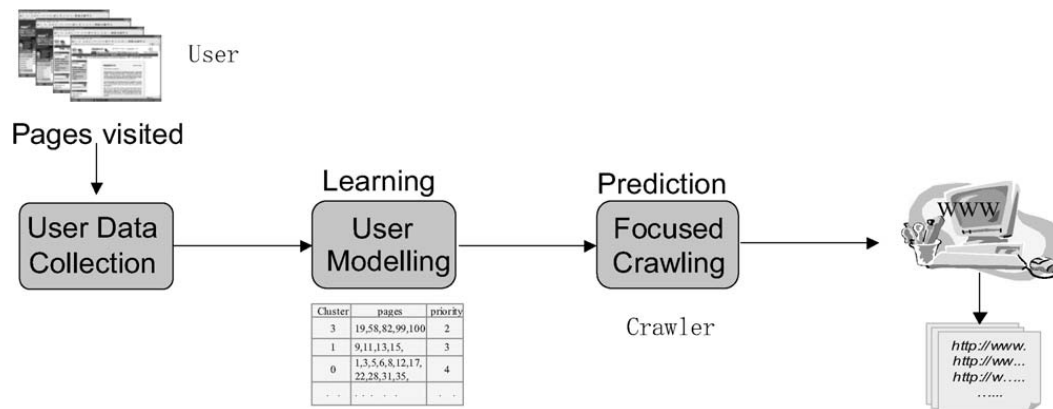 User
Pages visited
Learning
Prediction
User Data
Collection
User
Modelling
Focused
Crawling
WWW
Cluster pages priority
3 19,58,82,99,100 2
1 9,11,13,15, 3
0 1,3,5,6,8,12,17, 4
22,28,31,35,
. . . . . . . . .
Crawler
http://www.
http://ww...
http://w.....
......